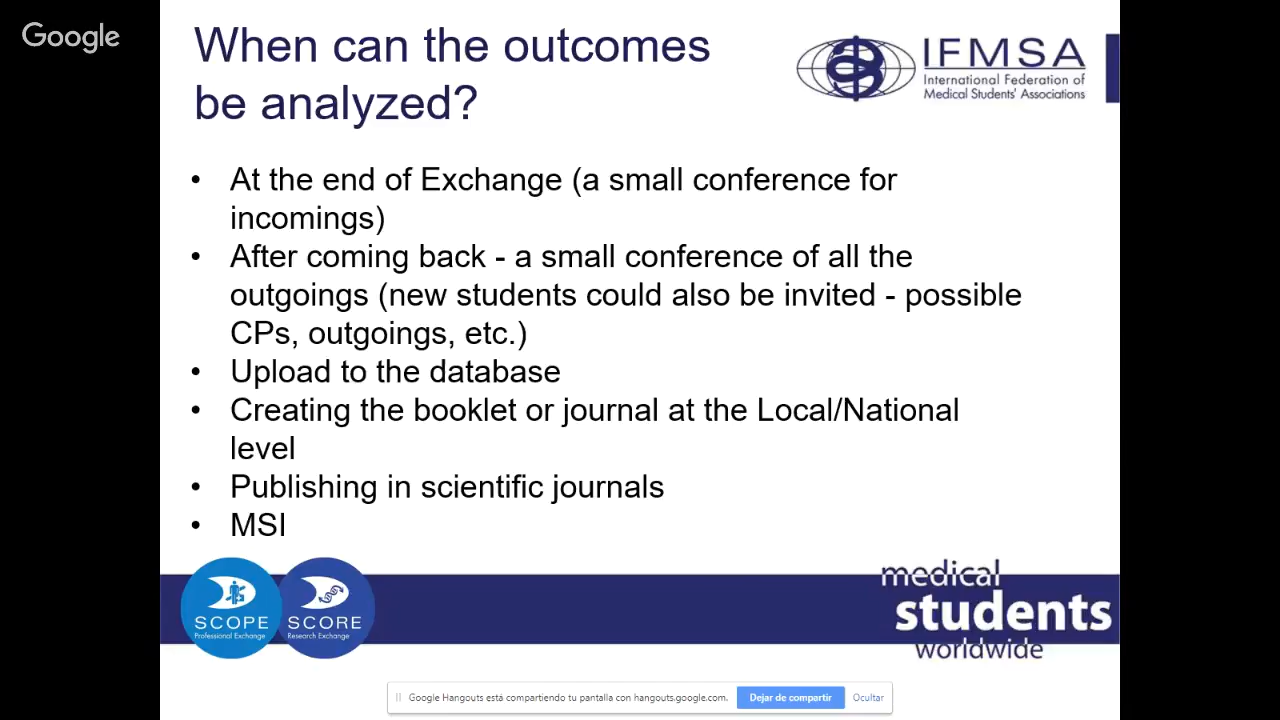 Google
When can the outcomes
be analyzed?
IFMSA
International Federation of
Medical Students' Associations
• At the end of Exchange (a small conference for
incomings)
• After coming back - a small conference of all the
outgoings (new students could also be invited - possible
CPs, outgoings, etc.)
• Upload to the database
• Creating the booklet or journal at the Local/National
level
• Publishing in scientific journals
• MSI
SCOPE
Professional Exchange
SCORE
Research Exchange
medical
students
worldwide
Google Hangouts está compartiendo tu pantalla con hangouts.google.com. Dejar de compartir Ocultar